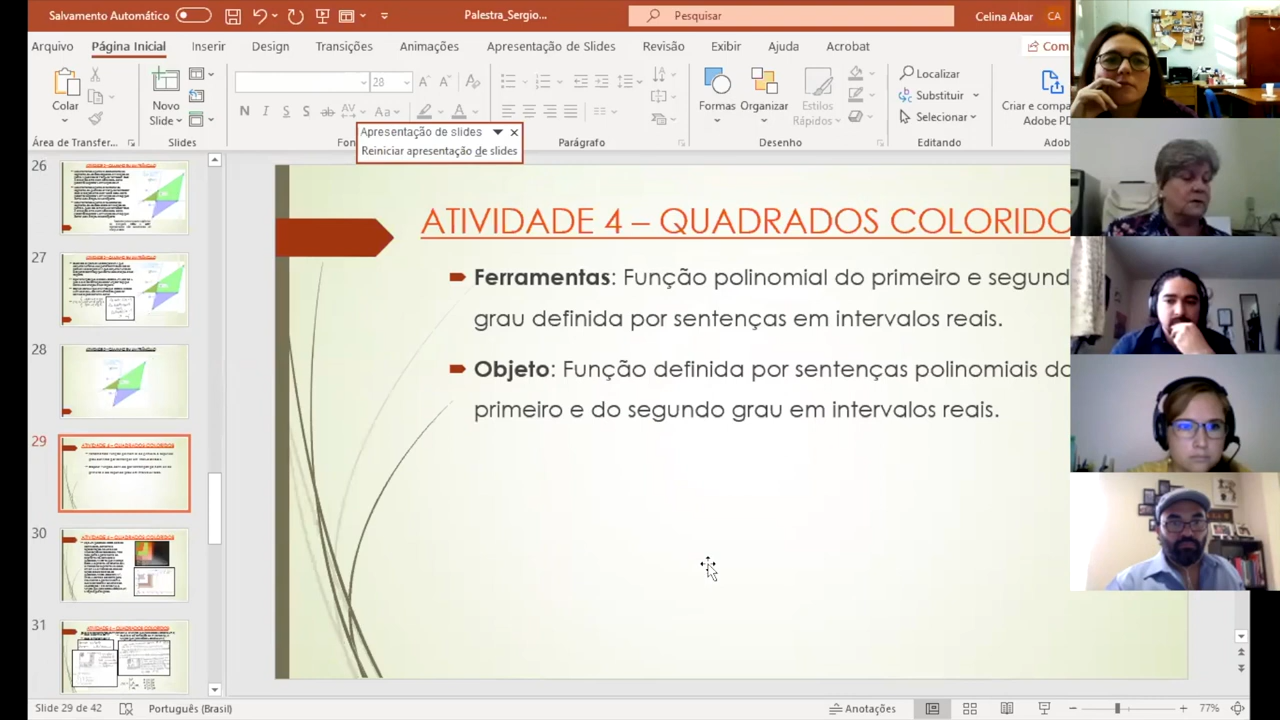 Salvamento Automático
Palestra_Sergio...
Pesquisar
Celina Abar
CA
Arquivo
Página Inicial
Inserir
Design
Transições
Animações
Apresentação de Slides
Revisão
Exibir
Ajuda
Acrobat
Com
Colar
Novo
Slide
28
N
I
S
S
ab
AV
Aa
A
Formas
Organizar
Estilos
Rápidos
Localizar
Substituir
Selecionar
Criar e compa
Adobe PD
Área de Transfer...
Slides
Fon
Parágrafo
Desenho
Editando
Adob
Apresentação de slides
Reiniciar apresentação de slides
26
27
28
29
30
31
ATIVIDADE 4 – QUADRADOS COLORIDO
Ferramentas: Função polinomial do primeiro e segund
grau definida por sentenças em intervalos reais.
Objeto: Função definida por sentenças polinomiais do
primeiro e do segundo grau em intervalos reais.
Slide 29 de 42
Português (Brasil)
Anotações
77%